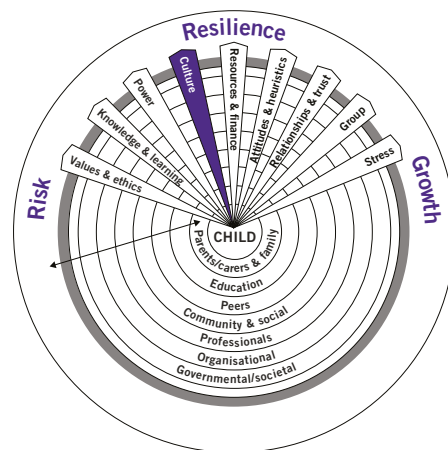 Resilience
Risk
Growth
Values & ethics
Knowledge & learning
Power
Culture
Resources & finance
Attitudes & heuristics
Relationships & trust
Group
Stress
CHILD
Parents/carers & family
Education
Peers
Community & social
Professionals
Organisational
Governmental/societal